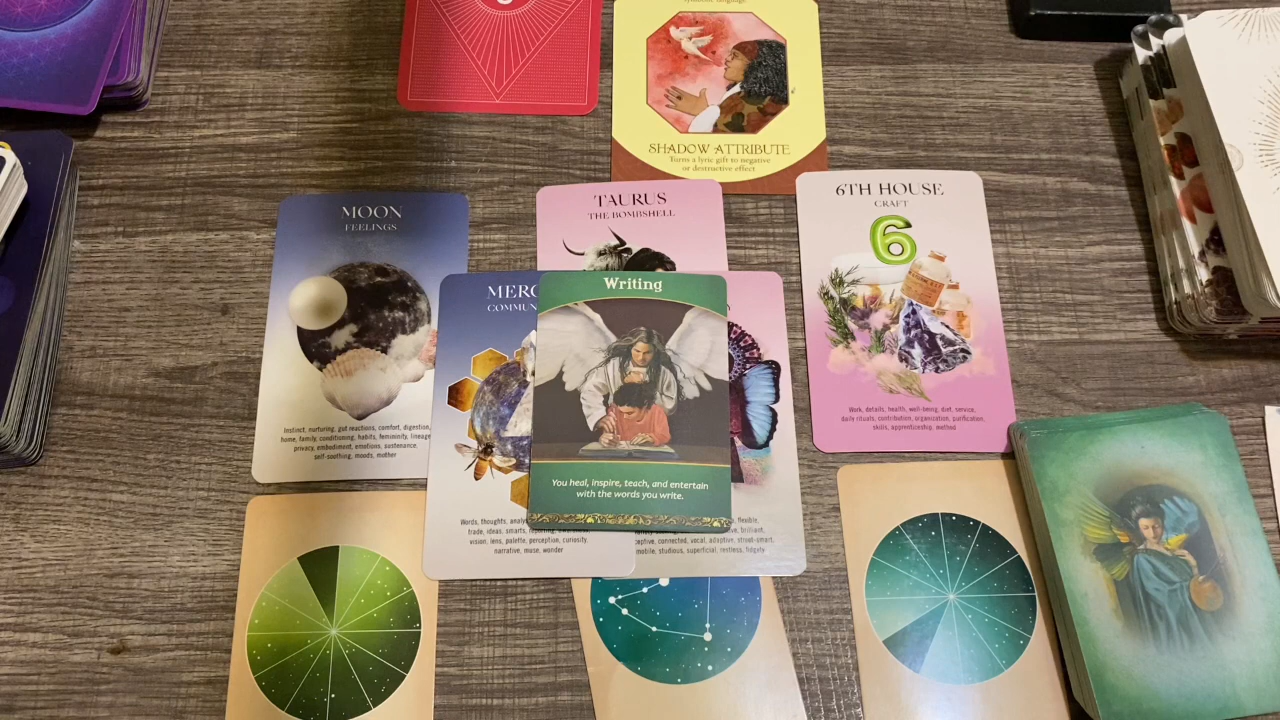 SHADOW ATTRIBUTE
Turns a lyric gift to negative
or destructive effect
MOON
FEELINGS
Instinct, nurturing, gut reactions, comfort, digestion,
home, family, conditioning, habits, femininity, lineage
privacy, embodiment, emotions, sustenance,
self-soothing, moods, mother
TAURUS
THE BOMBSHELL
6TH HOUSE
CRAFT
6
Work, details, health, well-being, diet, service,
daily rituals, contribution, organization, purification,
skills, apprenticeship, method
MERC
COMMUN
Words, thoughts,
trade, ideas, smarts,
vision, lens, palette, perception, curiosity
narrative, muse, wonder
Writing
You heal, inspire, teach, and entertain
with the words you write.
flexible,
brilliant,
ceptive, connected, vocal, adaptive, street-smart,
mobile, studious, superficial, restless, fidgety